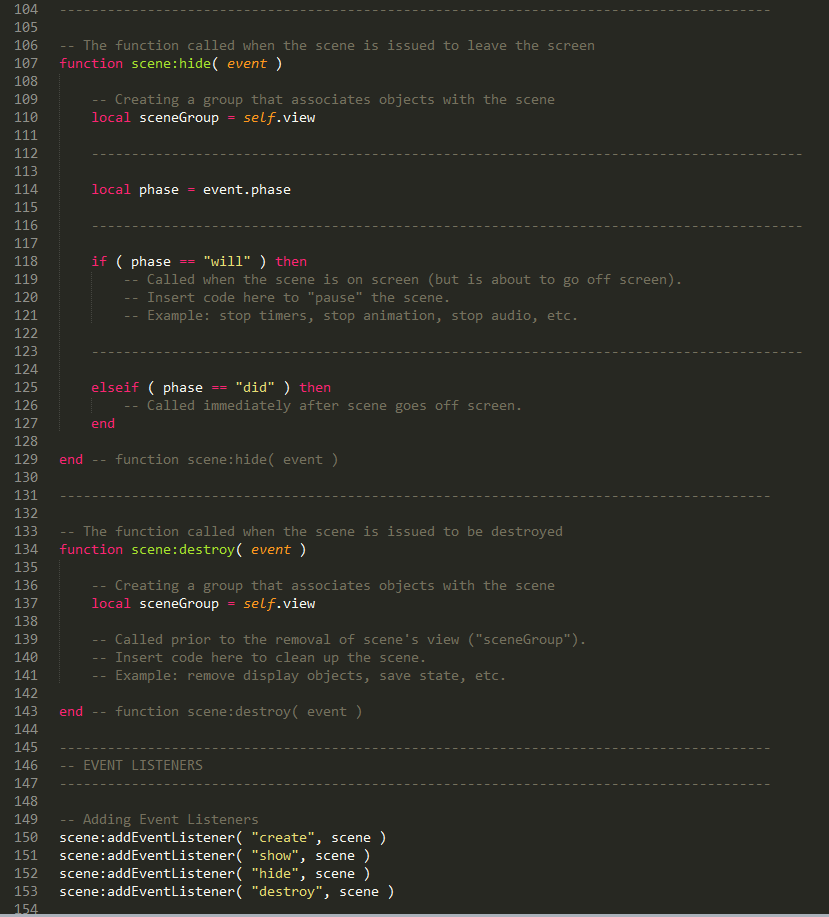 104 -----------------------------------------------------------------------------------------
105
106 -- The function called when the scene is issued to leave the screen
107 function scene:hide( event )
108
109 -- Creating a group that associates objects with the scene
110 local sceneGroup = self.view
111
112 -----------------------------------------------------------------------------------------
113
114 local phase = event.phase
115
116 -----------------------------------------------------------------------------------------
117
118 if ( phase == "will" ) then
119 -- Called when the scene is on screen (but is about to go off screen).
120 -- Insert code here to "pause" the scene.
121 -- Example: stop timers, stop animation, stop audio, etc.
122
123 -----------------------------------------------------------------------------------------
124
125 elseif ( phase == "did" ) then
126 -- Called immediately after scene goes off screen.
127 end
128
129 end -- function scene:hide( event )
130
131 -----------------------------------------------------------------------------------------
132
133 -- The function called when the scene is issued to be destroyed
134 function scene:destroy( event )
135
136 -- Creating a group that associates objects with the scene
137 local sceneGroup = self.view
138
139 -- Called prior to the removal of scene's view ("sceneGroup").
140 -- Insert code here to clean up the scene.
141 -- Example: remove display objects, save state, etc.
142
143 end -- function scene:destroy( event )
144
145 -----------------------------------------------------------------------------------------
146 -- EVENT LISTENERS
147 -----------------------------------------------------------------------------------------
148
149 -- Adding Event Listeners
150 scene:addEventListener( "create", scene )
151 scene:addEventListener( "show", scene )
152 scene:addEventListener( "hide", scene )
153 scene:addEventListener( "destroy", scene )
154